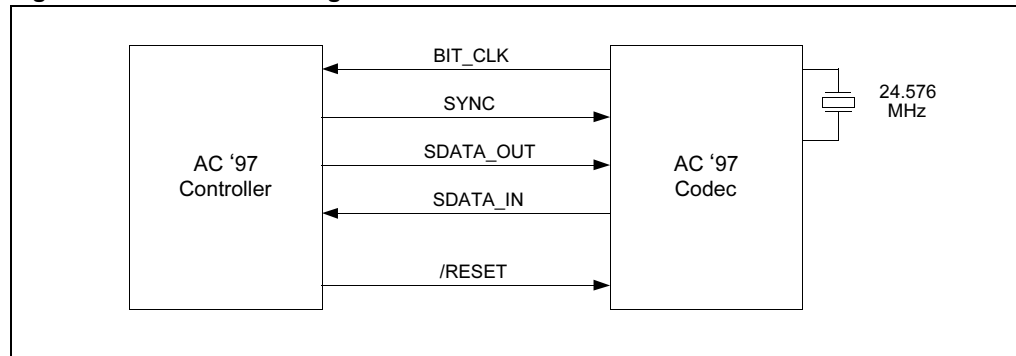 BIT_CLK
SYNC
SDATA_OUT
SDATA_IN
/RESET
AC ‘97
Controller
AC ‘97
Codec
24.576
MHz